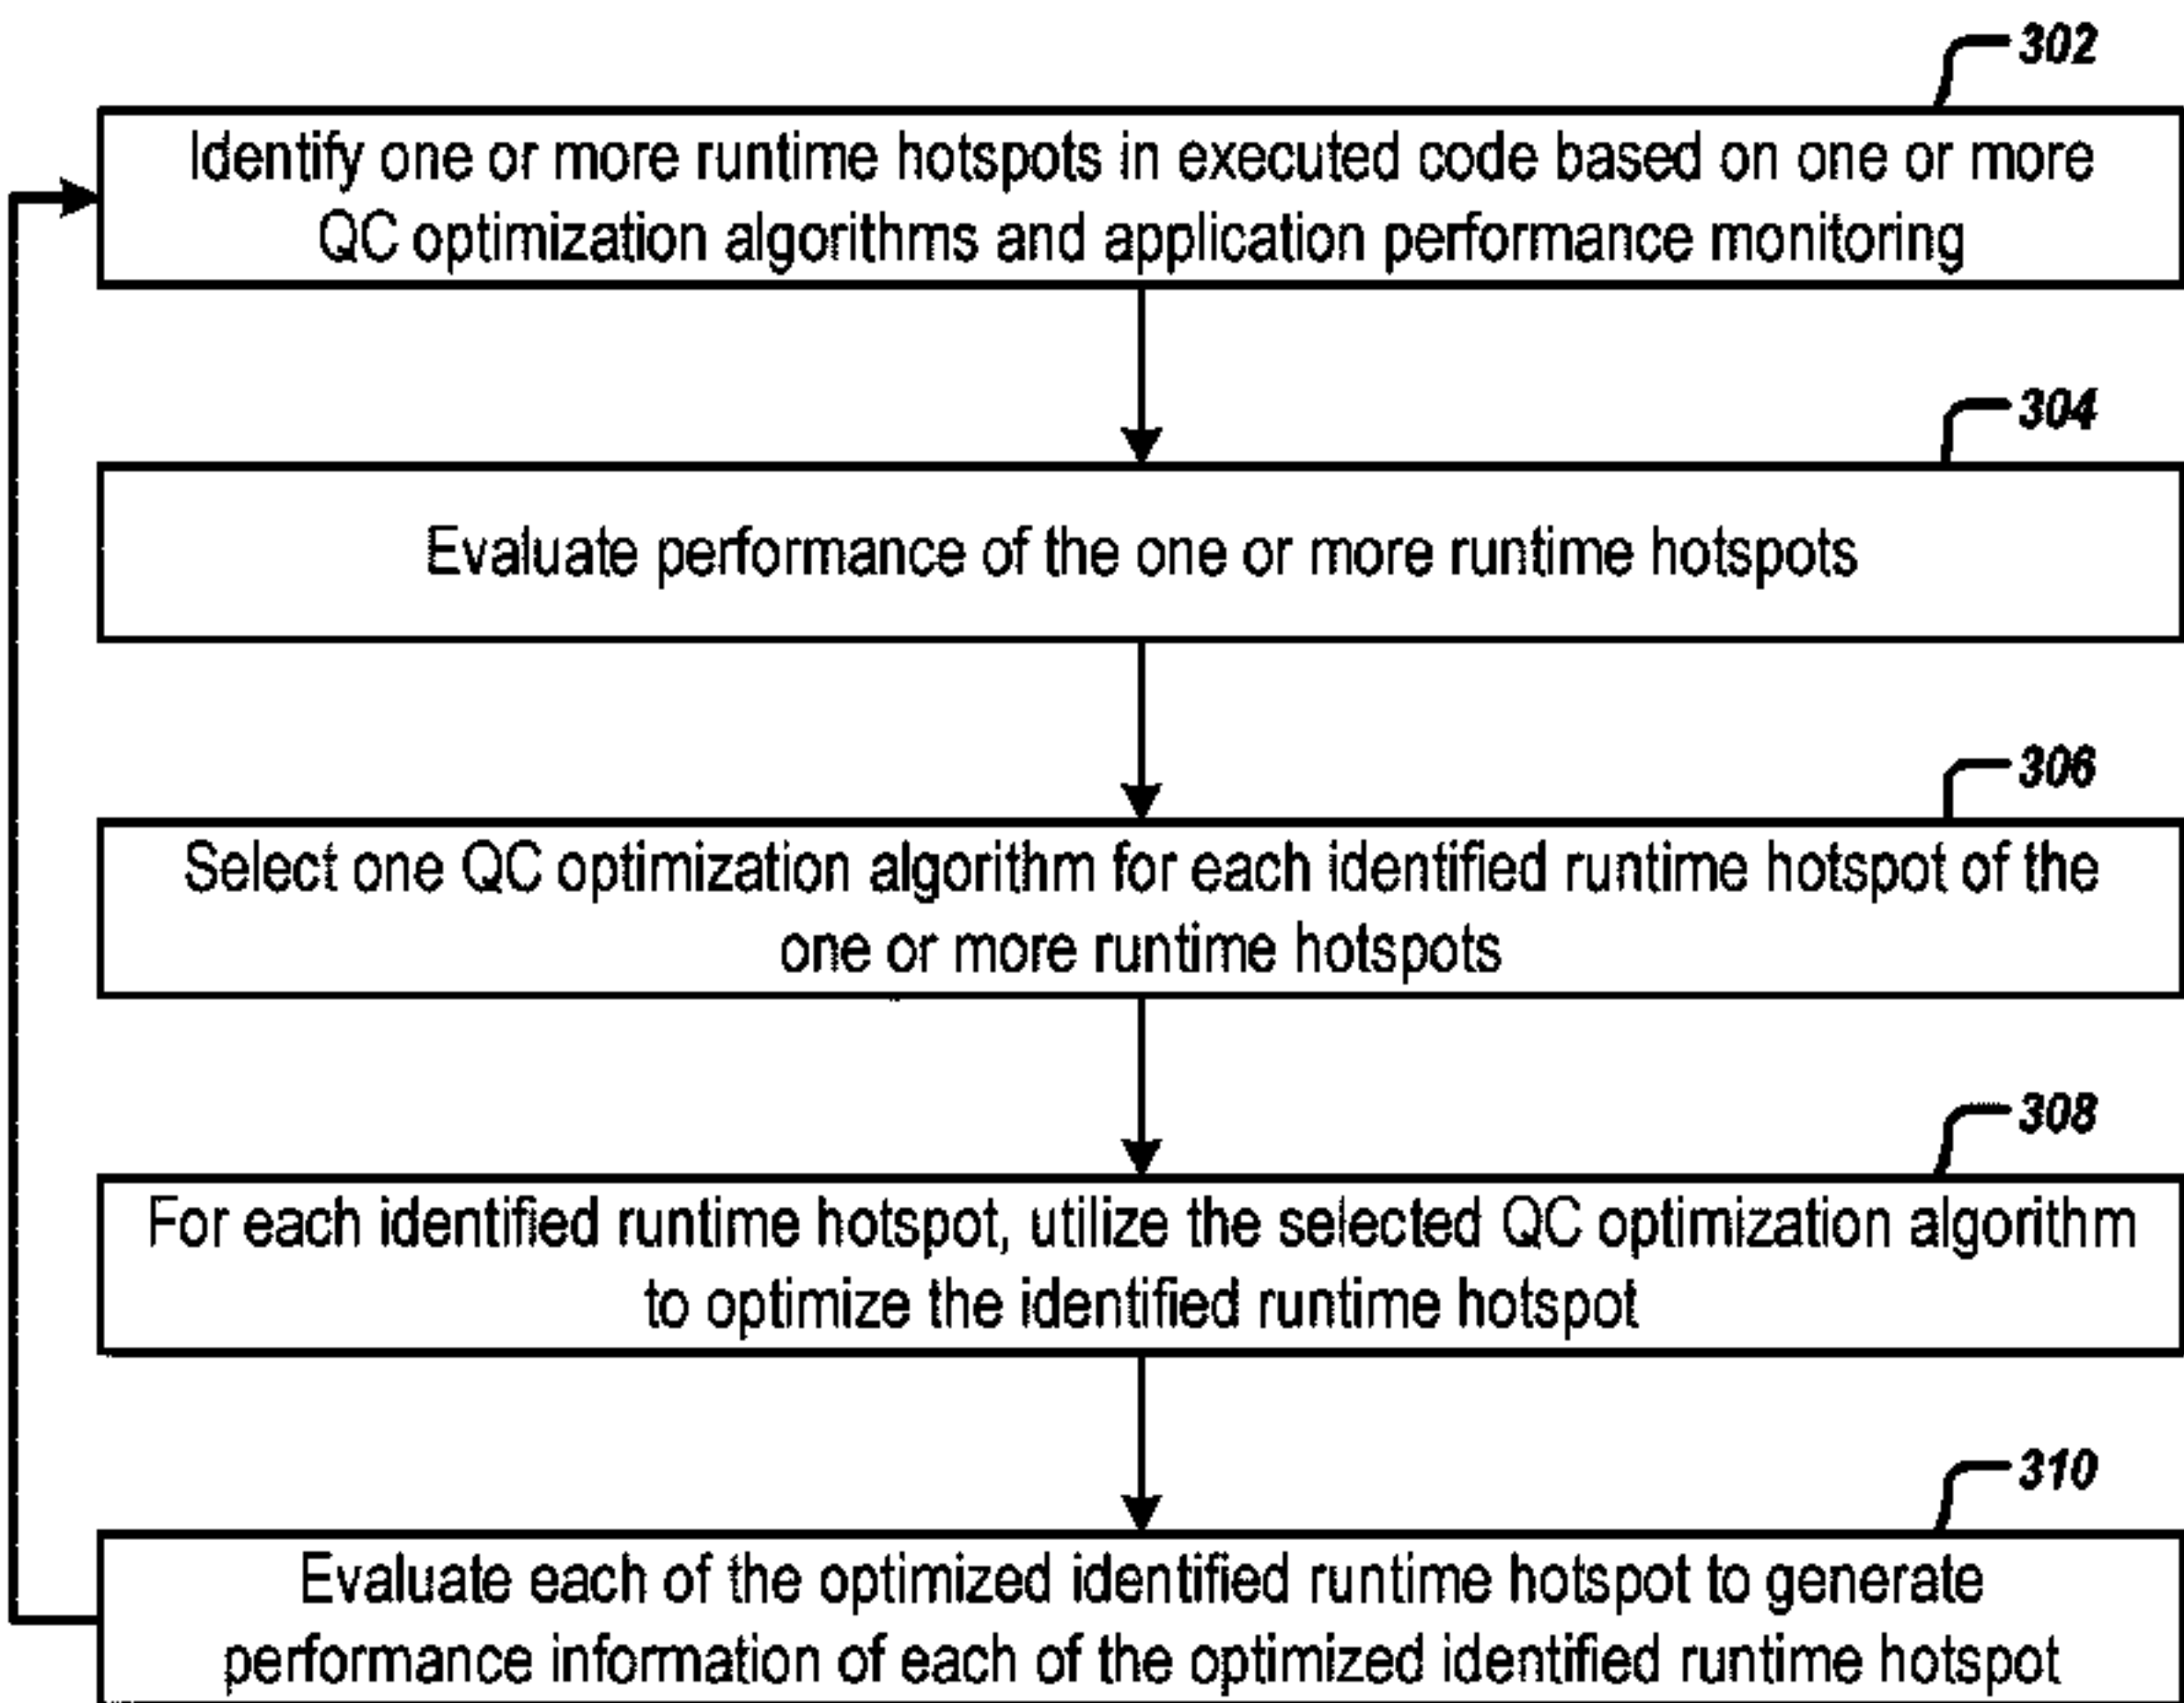 302
Identify one or more runtime hotspots in executed code based on one or more
QC optimization algorithms and application performance monitoring
304
Evaluate performance of the one or more runtime hotspots
306
Select one QC optimization algorithm for each identified runtime hotspot of the
one or more runtime hotspots
308
For each identified runtime hotspot, utilize the selected QC optimization algorithm
to optimize the identified runtime hotspot
310
Evaluate each of the optimized identified runtime hotspot to generate
performance information of each of the optimized identified runtime hotspot